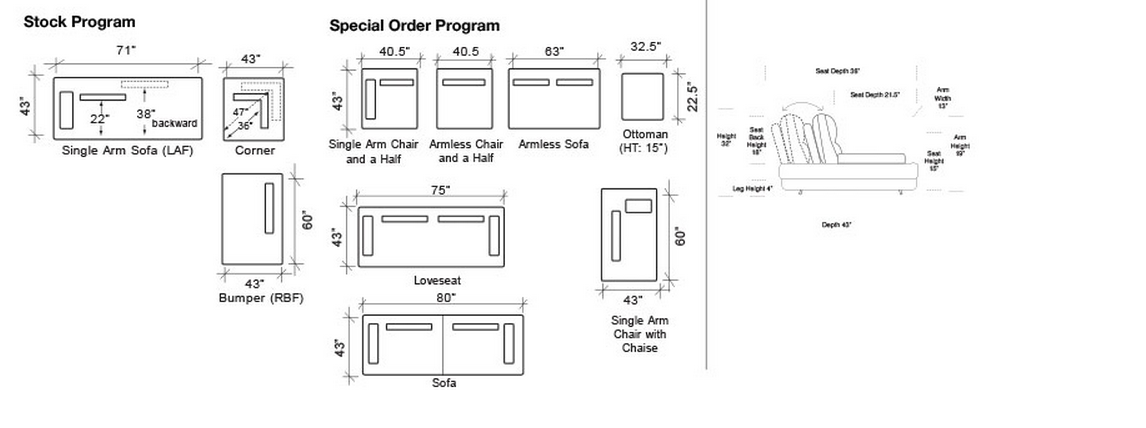 Stock Program
71"
43"
43"
22"
38"
backward
47"
36"
Single Arm Sofa (LAF)
Corner
60"
43"
Bumper (RBF)
Special Order Program
40.5"
40.5
63"
32.5"
43"
22.5"
Single Arm Chair
and a Half
Armless Chair
and a Half
Armless Sofa
Ottoman
(HT: 15")
75"
43"
Loveseat
80"
43"
Sofa
60"
43"
Single Arm
Chair with
Chaise
Seat Depth 38"
Seat Depth 21.5"
Arm
Width
13"
Height
32"
Seat
Back
Height
18"
Arm
Height
19"
Seat
Height
15"
Leg Height 4"
Depth 43"